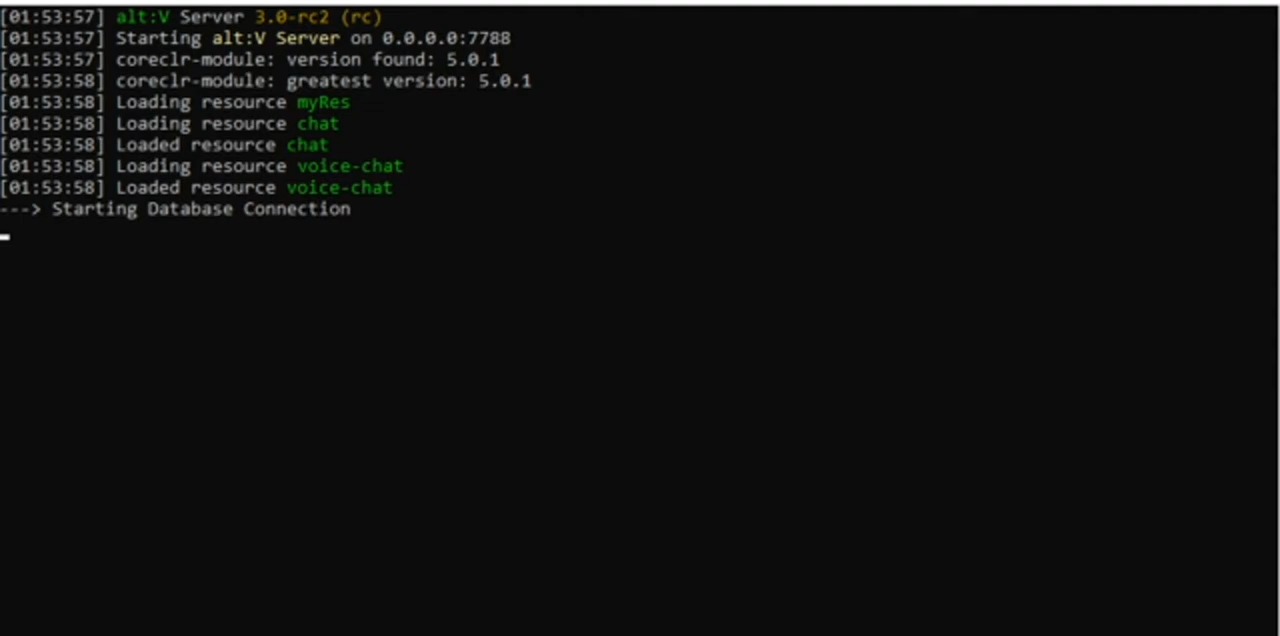 [01:53:57] alt:V Server 3.0-rc2 (rc)
[01:53:57] Starting alt:V Server on 0.0.0.0:7788
[01:53:57] coreclr-module: version found: 5.0.1
[01:53:58] coreclr-module: greatest version: 5.0.1
[01:53:58] Loading resource myRes
[01:53:58] Loading resource chat
[01:53:58] Loaded resource chat
[01:53:58] Loading resource voice-chat
[01:53:58] Loaded resource voice-chat
---> Starting Database Connection